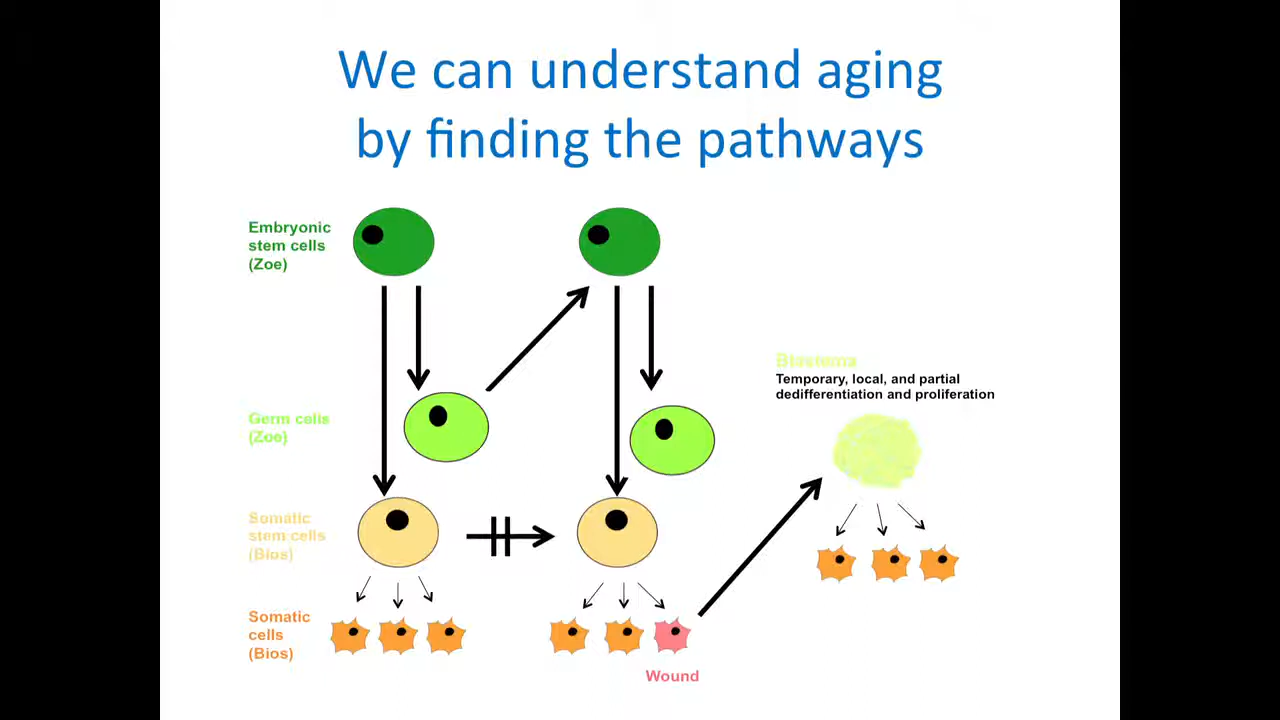 We can understand aging
by finding the pathways
Embryonic
stem cells
(Zoe)
Blastema
Temporary, local, and partial
dedifferentiation and proliferation
Germ cells
(Zoe)
Somatic
stem cells
(Bios)
Somatic
cells
(Bios)
Wound